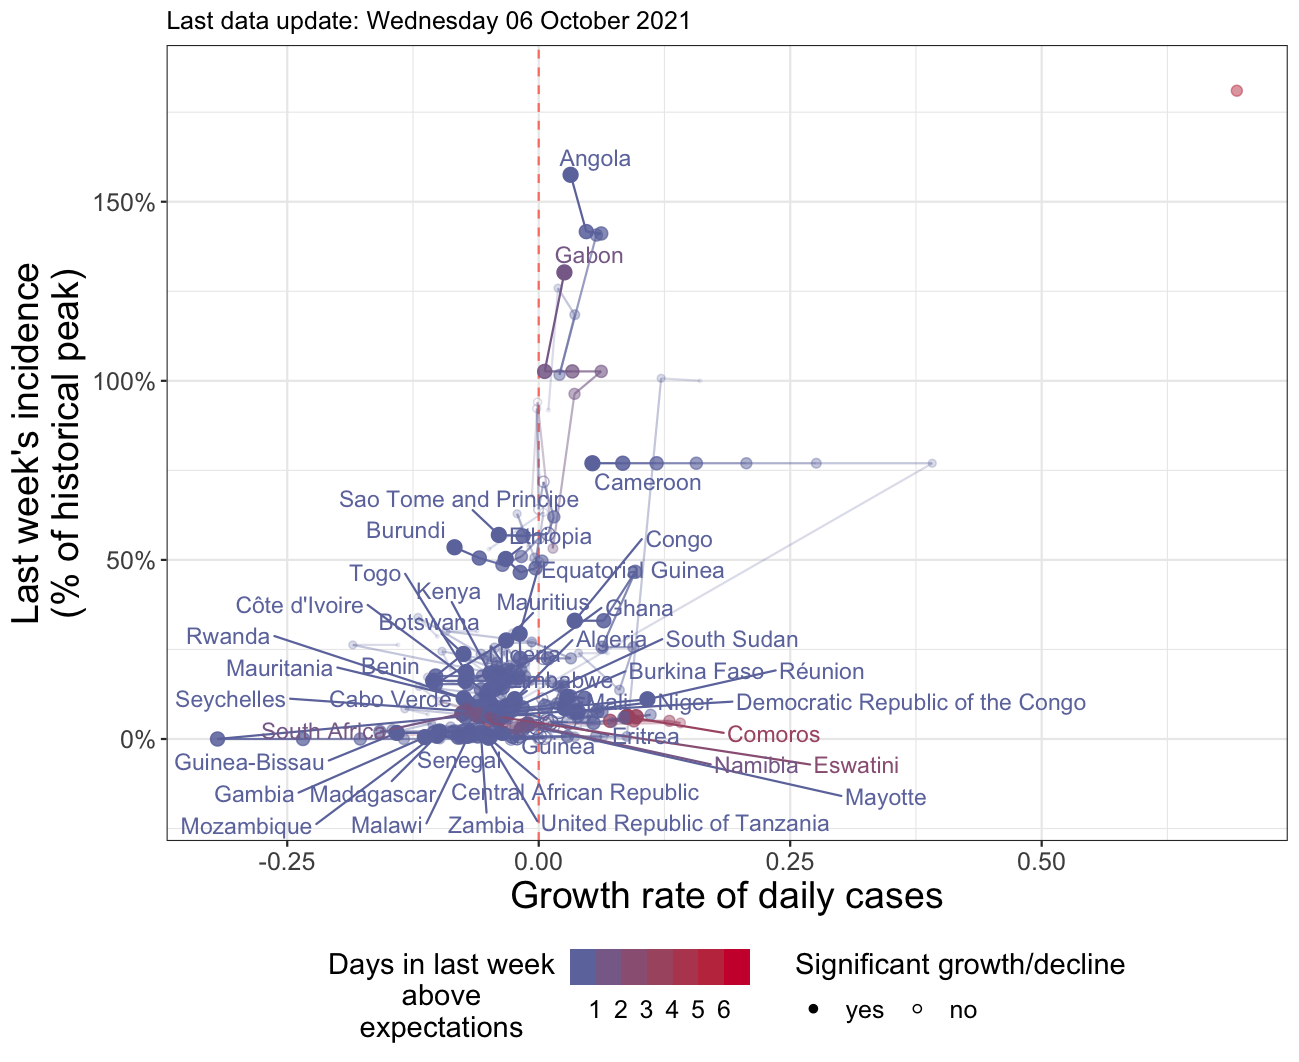 Last data update: Wednesday 06 October 2021
Last week's incidence
(% of historical peak)
150%
100%
50%
0%
Angola
Gabon
Cameroon
Sao Tome and Principe
Burundi
Ethiopia
Congo
Togo
Equatorial Guinea
Kenya
Mauritius
Côte d'Ivoire
Ghana
Botswana
Rwanda
Algeria
South Sudan
Nigeria
Mauritania
Benin
Zimbabwe
Burkina Faso
Réunion
Seychelles
Cabo Verde
Mali
Niger
Democratic Republic of the Congo
South Africa
Eritrea
Comoros
Guinea
Guinea-Bissau
Senegal
Namibia
Eswatini
Gambia
Madagascar
Central African Republic
Mayotte
Mozambique
Malawi
Zambia
United Republic of Tanzania
-0.25
0.00
0.25
0.50
Growth rate of daily cases
Days in last week
above
expectations
1 2 3 4 5 6
Significant growth/decline
yes
no